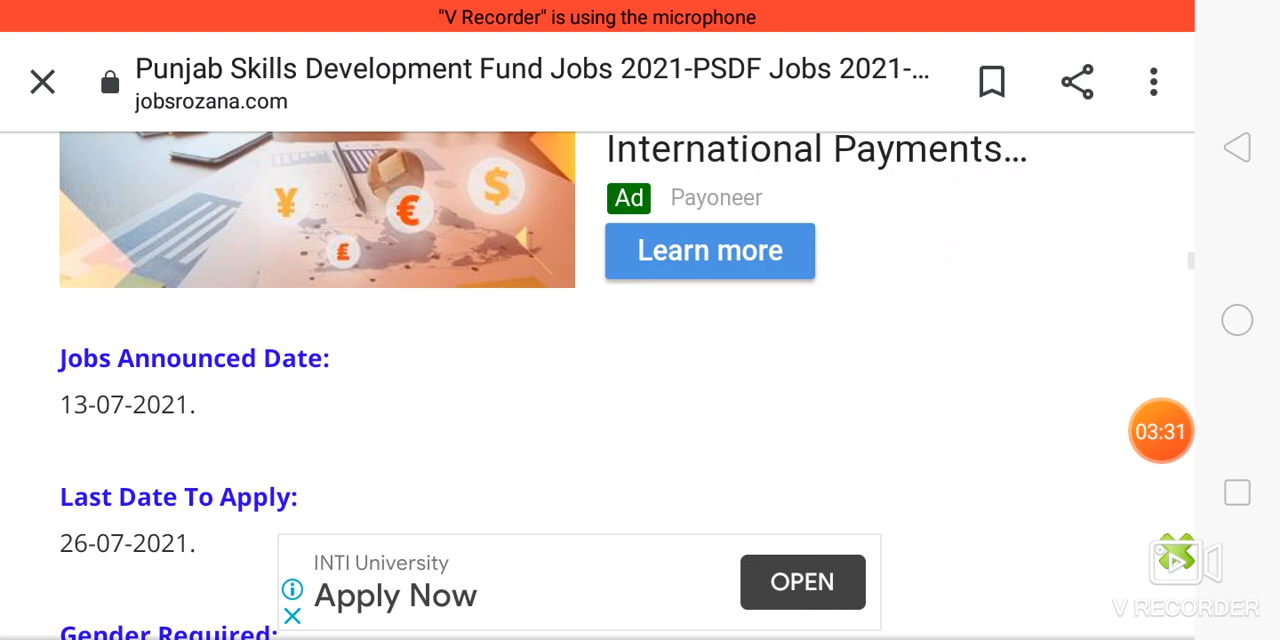 "V Recorder" is using the microphone
Punjab Skills Development Fund Jobs 2021-PSDF Jobs 2021-...
jobsrozana.com
International Payments...
Ad Payoneer
Learn more
¥ € $ £
Jobs Announced Date:
13-07-2021.
03:31
Last Date To Apply:
26-07-2021.
INTI University
Apply Now
OPEN
V RECORDER
Gender Required: